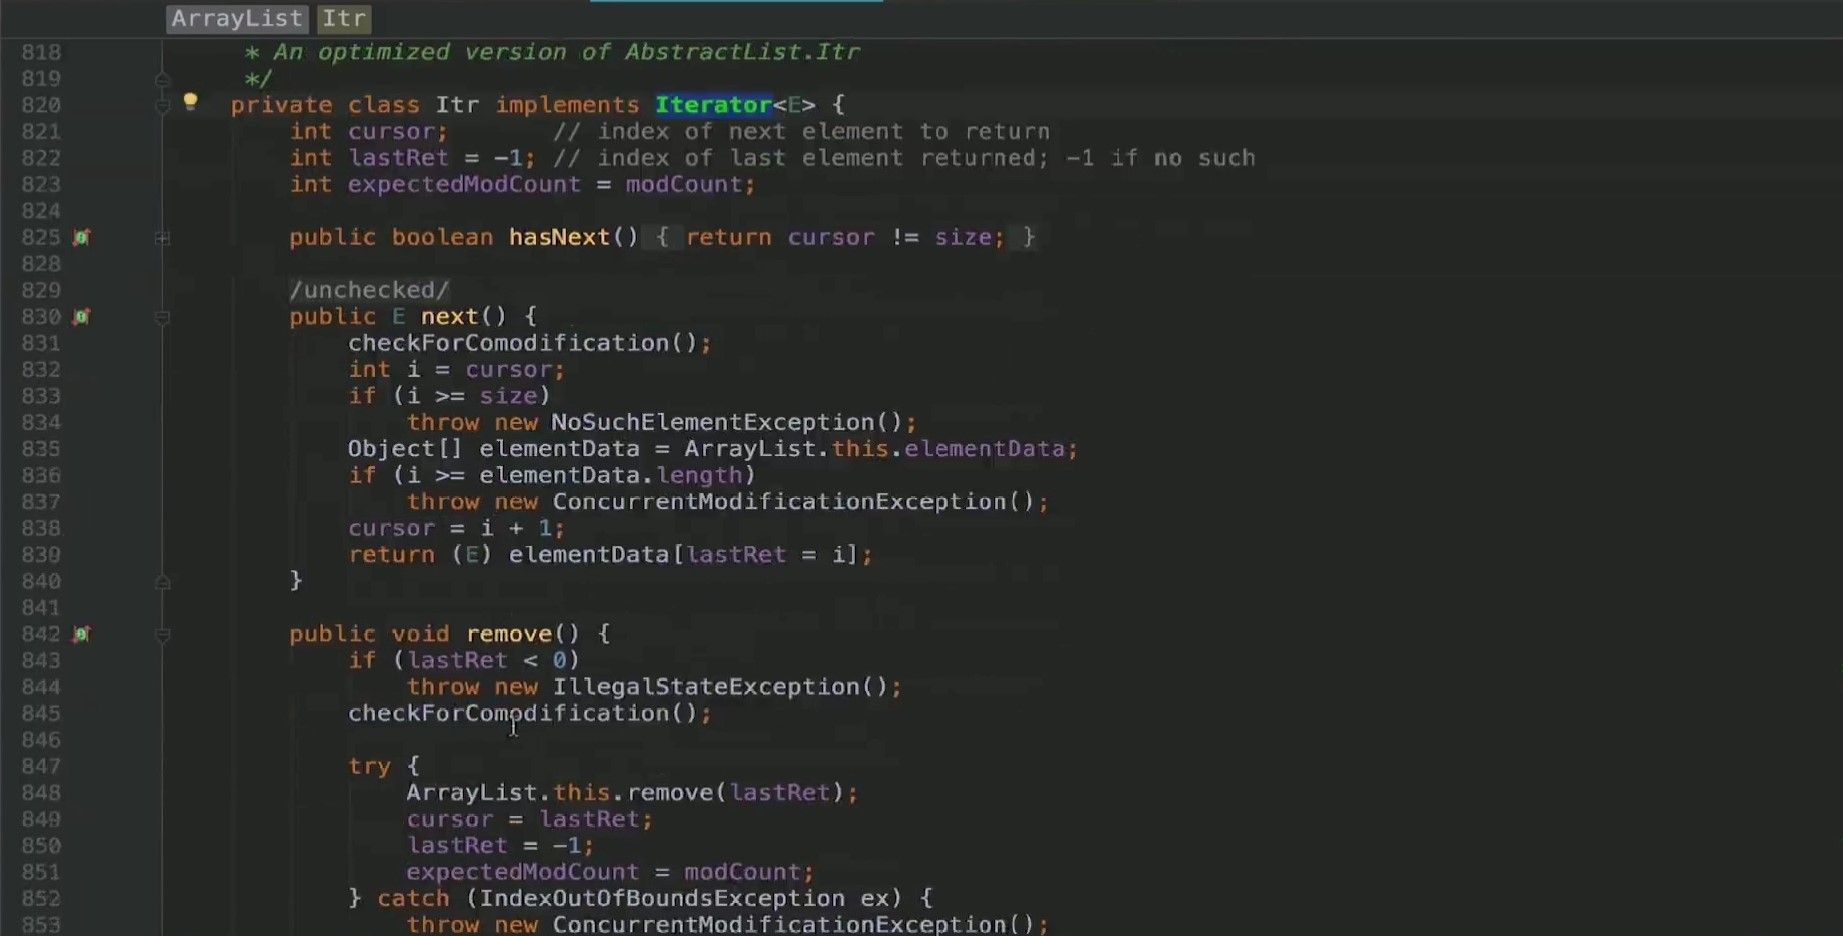 ArrayList Itr
818 * An optimized version of AbstractList.Itr
819 */
820 private class Itr implements Iterator<E> {
821 int cursor; // index of next element to return
822 int lastRet = -1; // index of last element returned; -1 if no such
823 int expectedModCount = modCount;
824
825 public boolean hasNext() { return cursor != size; }
828
829 /unchecked/
830 public E next() {
831 checkForComodification();
832 int i = cursor;
833 if (i >= size)
834 throw new NoSuchElementException();
835 Object[] elementData = ArrayList.this.elementData;
836 if (i >= elementData.length)
837 throw new ConcurrentModificationException();
838 cursor = i + 1;
839 return (E) elementData[lastRet = i];
840 }
841
842 public void remove() {
843 if (lastRet < 0)
844 throw new IllegalStateException();
845 checkForComodification();
846
847 try {
848 ArrayList.this.remove(lastRet);
849 cursor = lastRet;
850 lastRet = -1;
851 expectedModCount = modCount;
852 } catch (IndexOutOfBoundsException ex) {
853 throw new ConcurrentModificationException();